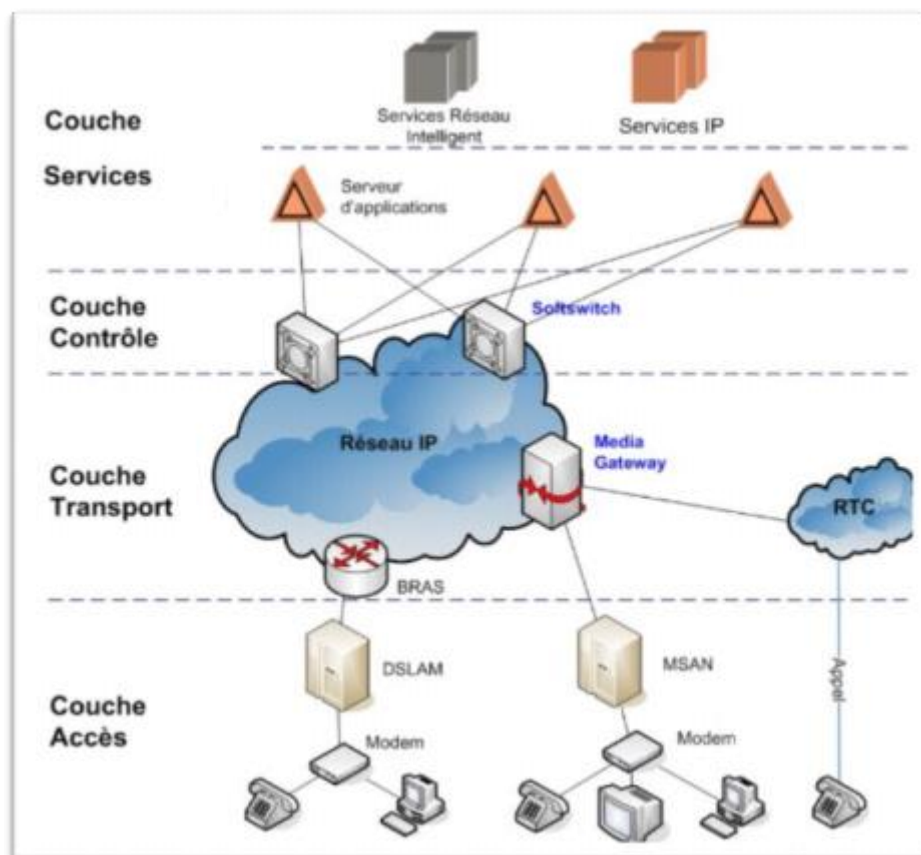 Services Réseau
Intelligent
Services IP
Couche
Services
Serveur
d'applications
Couche
Contrôle
Softswitch
Couche
Transport
Réseau IP
Media
Gateway
RTC
BRAS
Couche
Accès
DSLAM
MSAN
Appel
Modem
Modem